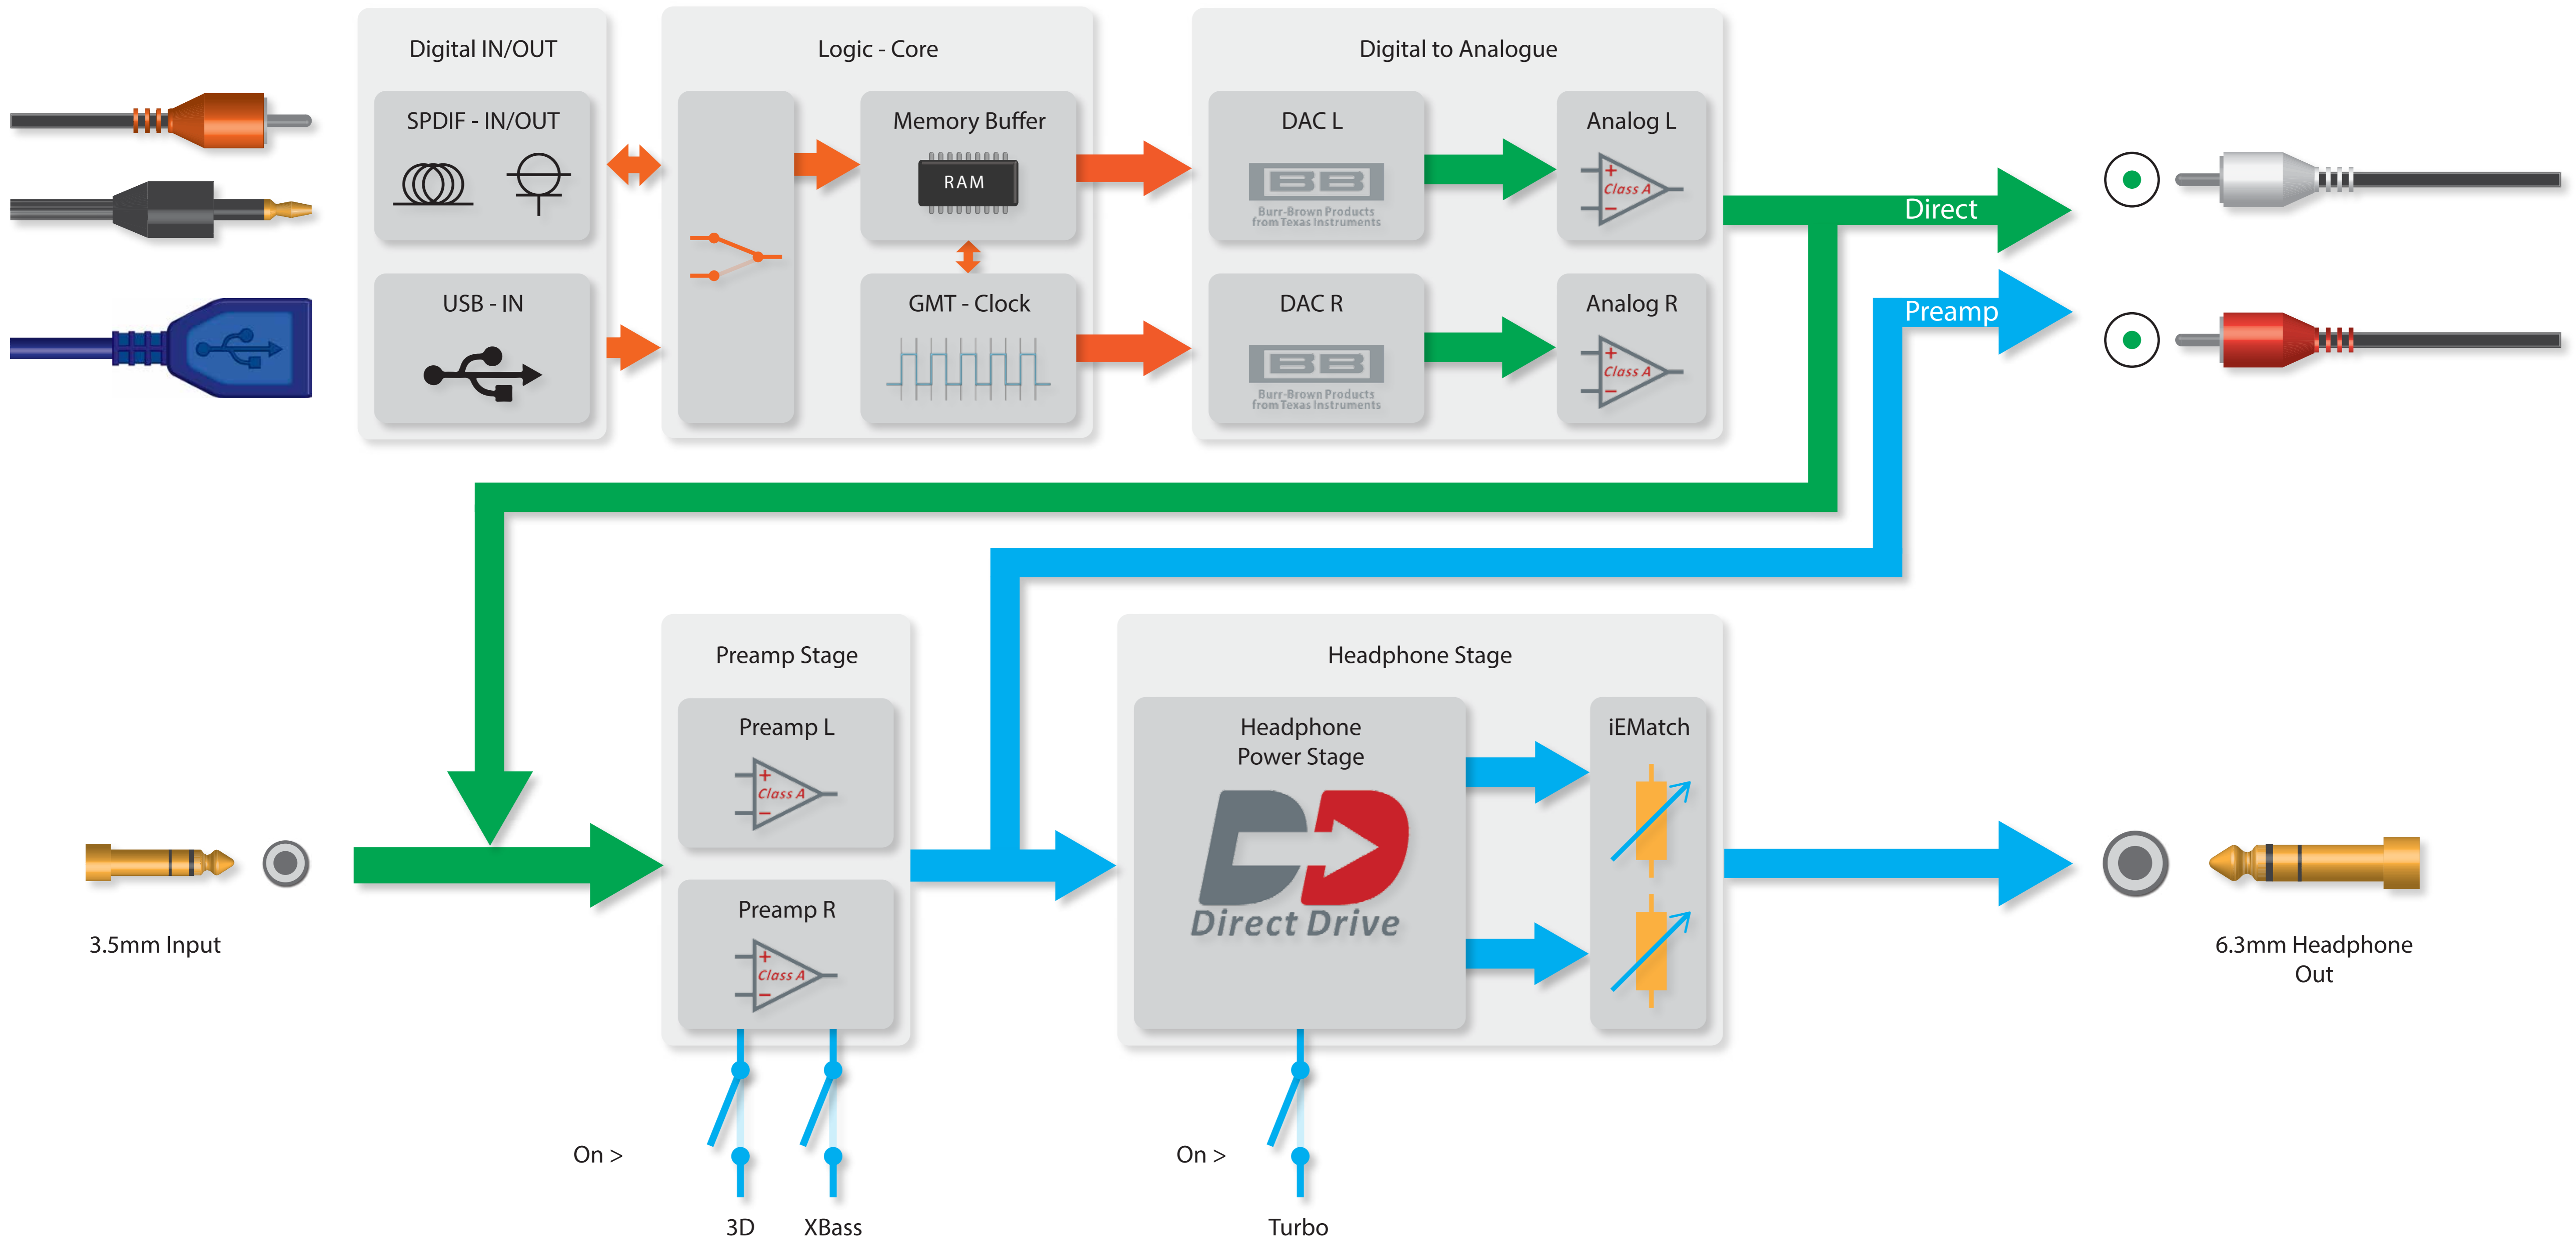 Digital IN/OUT
Logic - Core
Digital to Analogue
SPDIF - IN/OUT
Memory Buffer
RAM
DAC L
BB
Burr-Brown Products
from Texas Instruments
Analog L
+
Class A
−
Direct
USB - IN
GMT - Clock
DAC R
BB
Burr-Brown Products
from Texas Instruments
Analog R
+
Class A
−
Preamp
Preamp Stage
Headphone Stage
Preamp L
+
Class A
−
Headphone
Power Stage
DD
Direct Drive
iEMatch
Preamp R
+
Class A
−
3.5mm Input
6.3mm Headphone
Out
On >
3D
XBass
On >
Turbo